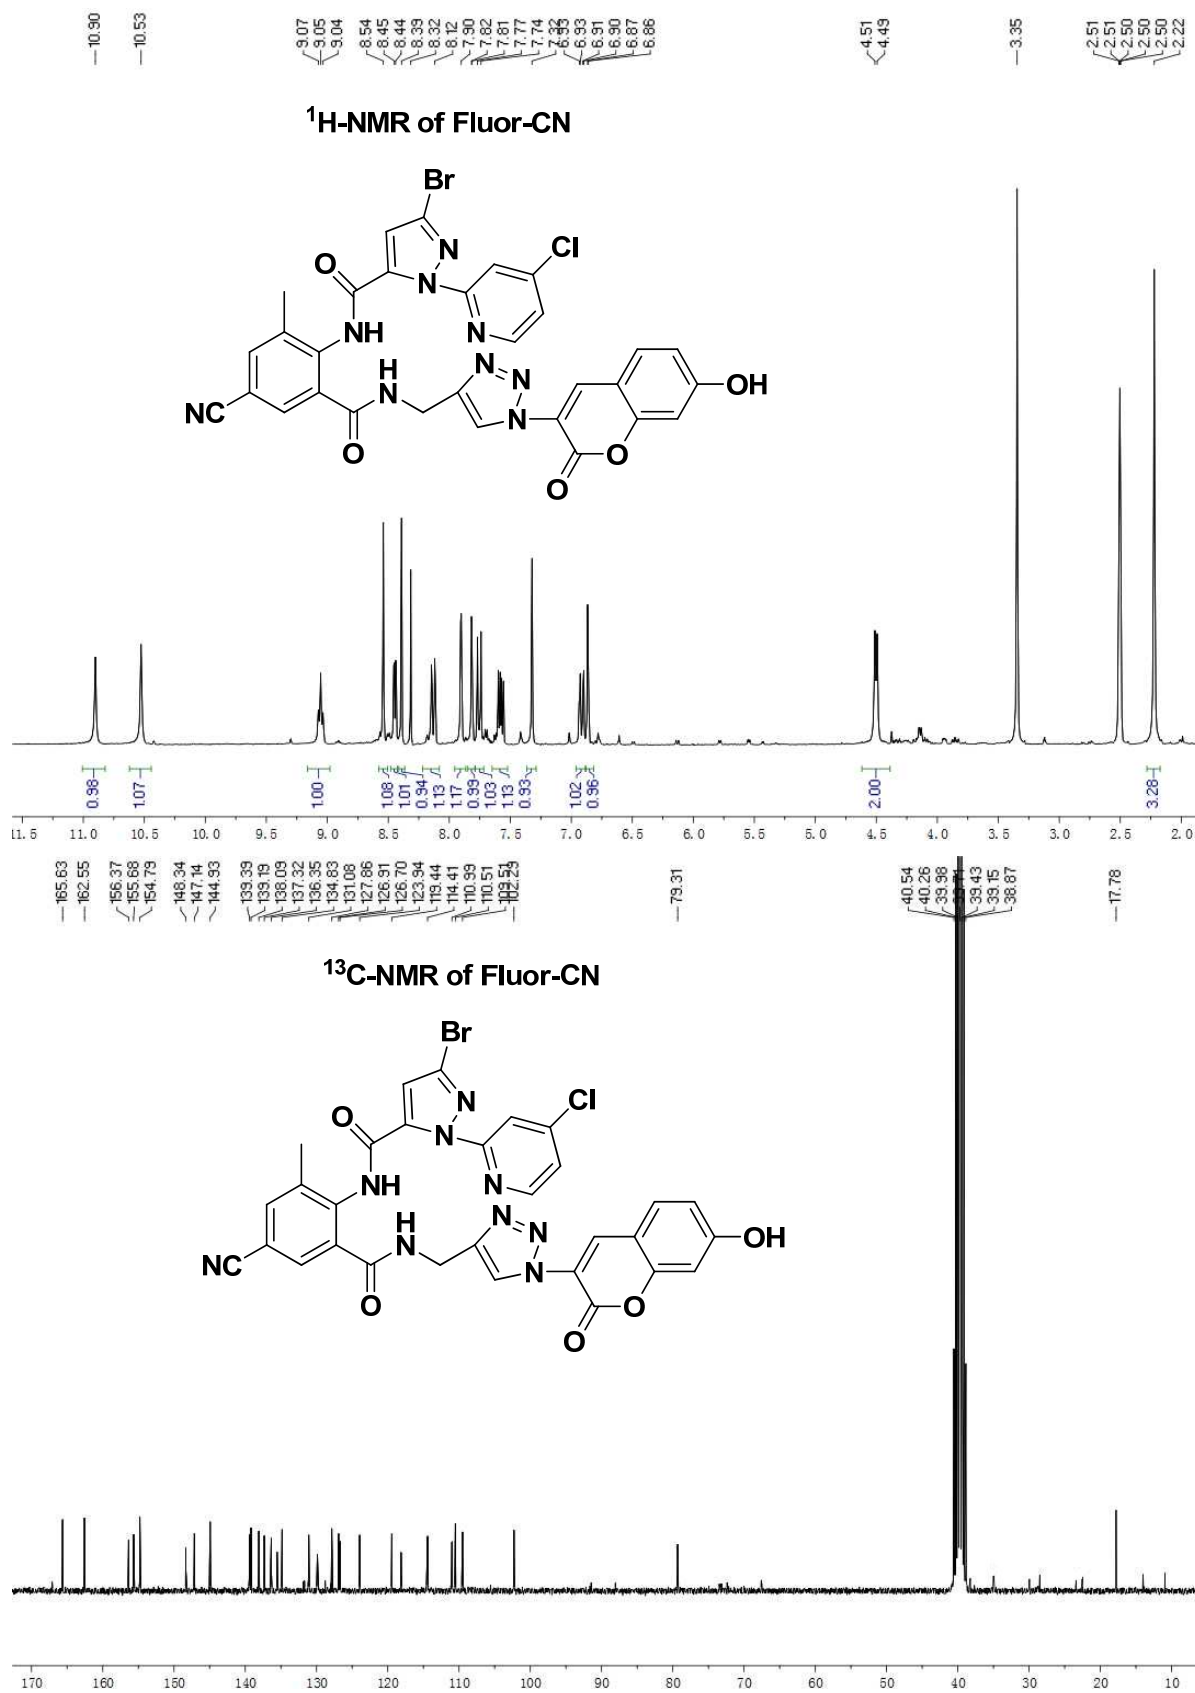 10.90 10.53 9.07 9.05 9.04 8.54 8.45 8.44 8.39 8.32 8.12 7.90 7.82 7.81 7.77 7.74 7.32 6.93 6.91 6.90 6.87 6.86 4.51 4.49 3.35 2.51 2.51 2.50 2.50 2.50 2.22
1H-NMR of Fluor-CN
Br
N
Cl
O
N
NH
N
H
N
N
N
OH
NC
N
O
O
O
0.98 1.07 1.00 1.08 1.01 0.94 1.13 1.17 0.99 1.03 1.13 0.93 1.02 0.96 2.00 3.28
11.5 11.0 10.5 10.0 9.5 9.0 8.5 8.0 7.5 7.0 6.5 6.0 5.5 5.0 4.5 4.0 3.5 3.0 2.5 2.0
165.63 162.55 156.37 155.68 154.79 148.34 147.14 144.93 139.39 139.19 138.09 137.32 136.35 134.83 131.08 127.86 126.91 126.70 123.94 119.44 114.41 110.99 110.51 109.51 102.29 79.31 40.54 40.26 39.98 39.43 39.15 38.87 17.78
13C-NMR of Fluor-CN
Br
N
Cl
O
N
NH
N
H
N
N
N
OH
NC
N
O
O
O
170 160 150 140 130 120 110 100 90 80 70 60 50 40 30 20 10